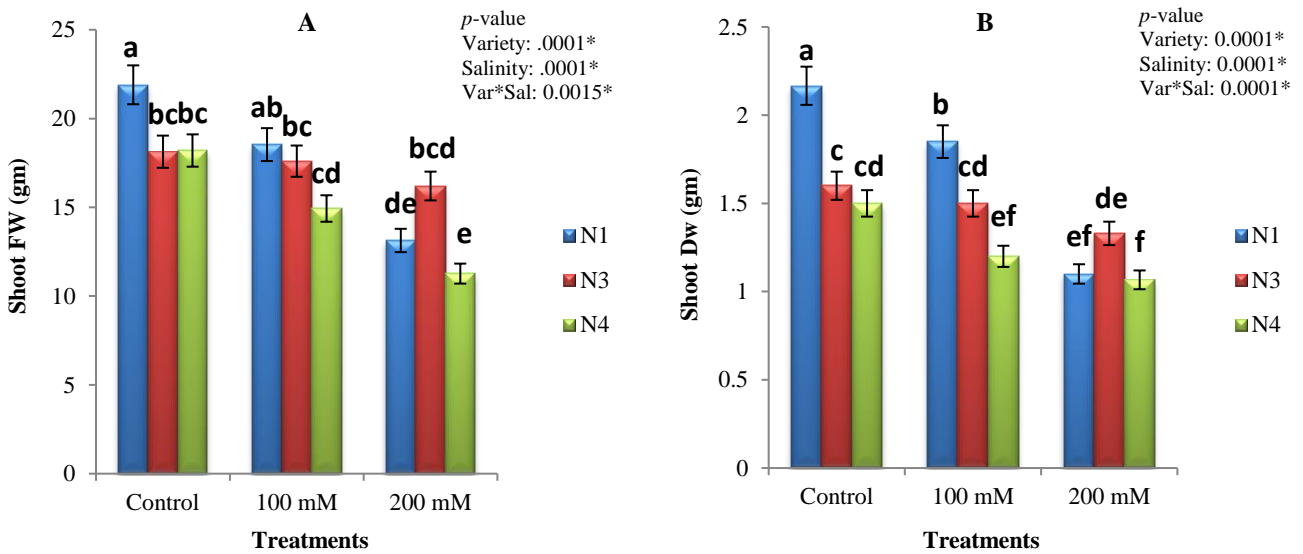 A
p-value
Variety: .0001*
Salinity: .0001*
Var*Sal: 0.0015*
25
20
15
10
5
0
Shoot FW (gm)
a
bc bc
ab
bc
cd
de
bcd
e
N1
N3
N4
Control 100 mM 200 mM
Treatments
B
p-value
Variety: 0.0001*
Salinity: 0.0001*
Var*Sal: 0.0001*
2.5
2
1.5
1
0.5
0
Shoot Dw (gm)
a
c
cd
b
cd
ef
ef
de
f
N1
N3
N4
Control 100 mM 200 mM
Treatments